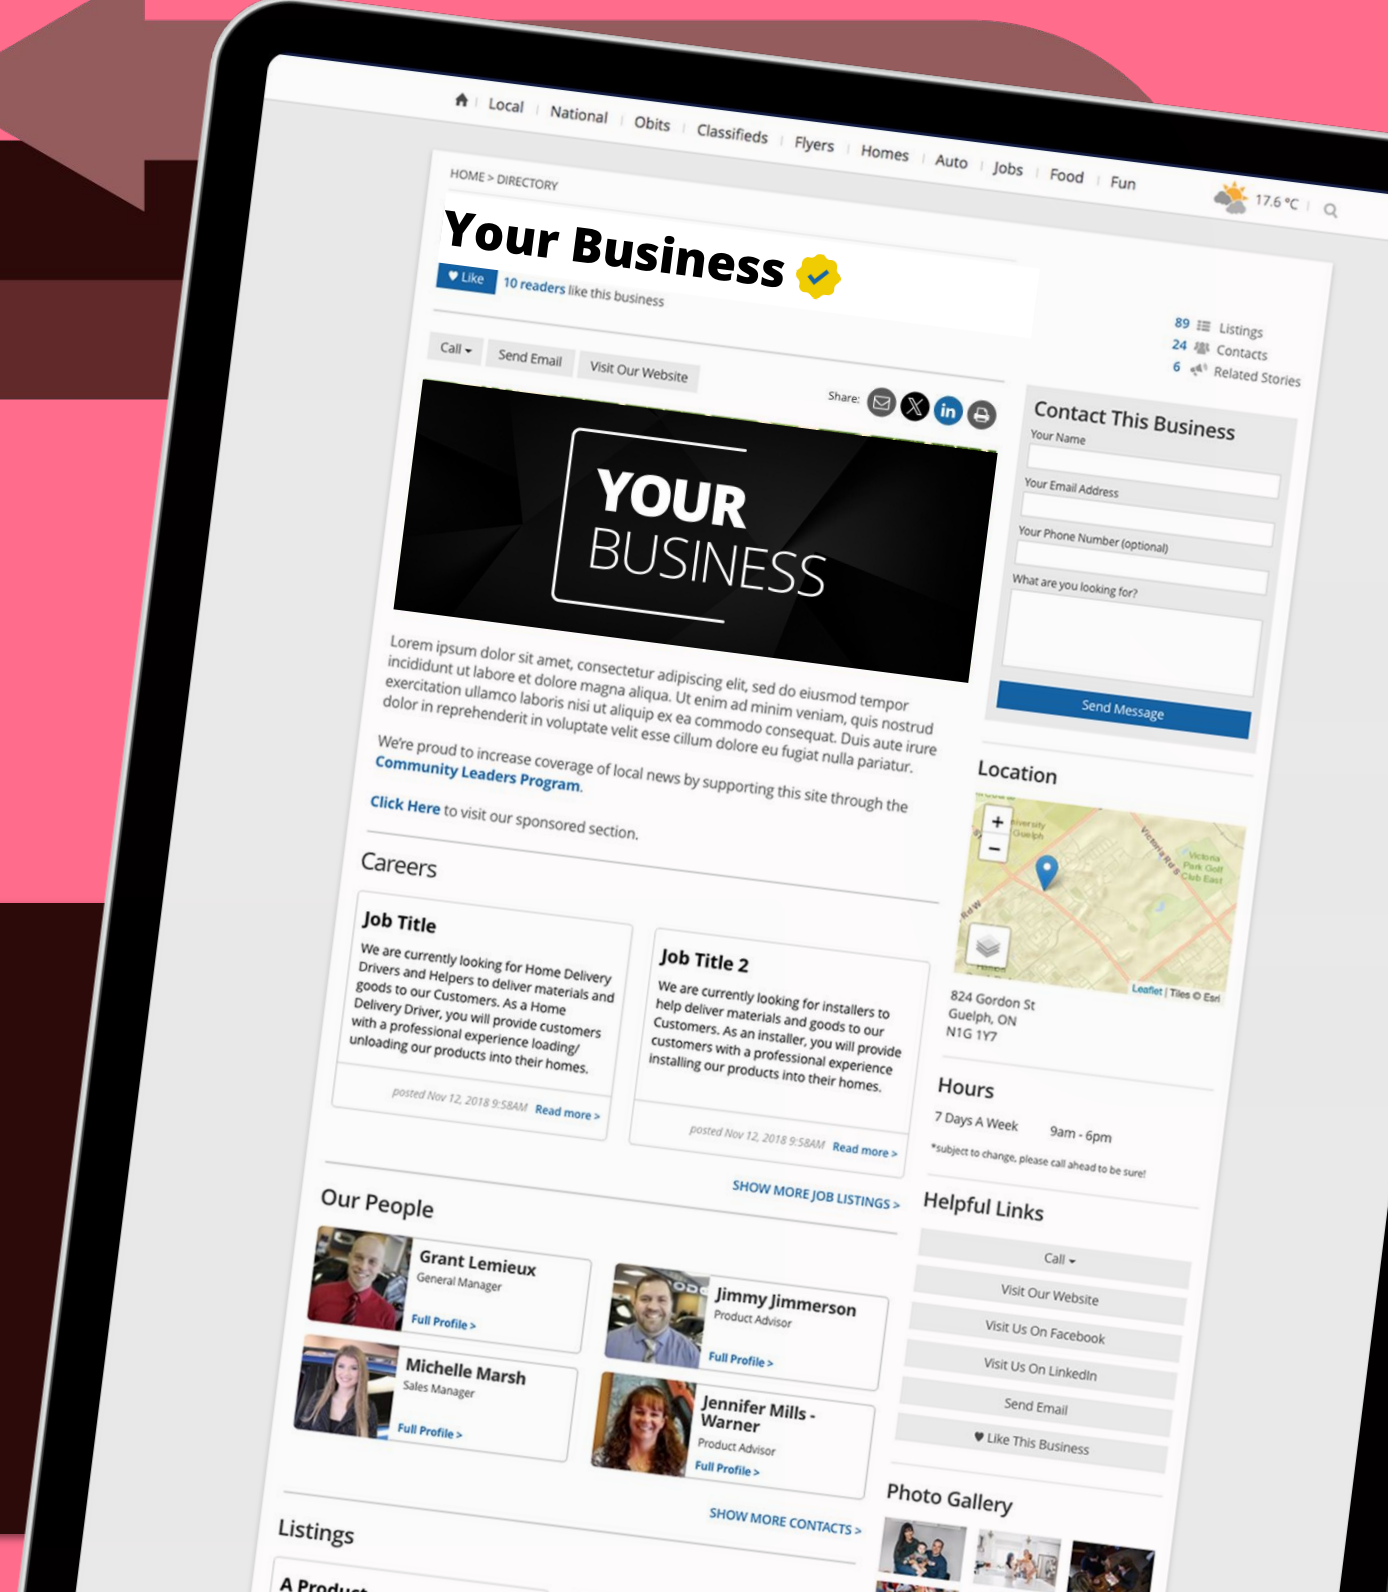 Local
National
Obits
Classifieds
Flyers
Homes
Auto
Jobs
Food
Fun
17.6 °C
HOME > DIRECTORY
Your Business
Like
10 readers like this business
89 Listings
24 Contacts
6 Related Stories
Call
Send Email
Visit Our Website
Share:
in
YOUR
BUSINESS
Lorem ipsum dolor sit amet, consectetur adipiscing elit, sed do eiusmod tempor
incididunt ut labore et dolore magna aliqua. Ut enim ad minim veniam, quis nostrud
exercitation ullamco laboris nisi ut aliquip ex ea commodo consequat. Duis aute irure
dolor in reprehenderit in voluptate velit esse cillum dolore eu fugiat nulla pariatur.
We're proud to increase coverage of local news by supporting this site through the
Community Leaders Program.
Click Here to visit our sponsored section.
Careers
Job Title
We are currently looking for Home Delivery
Drivers and Helpers to deliver materials and
goods to our Customers. As a Home
Delivery Driver, you will provide customers
with a professional experience loading/
unloading our products into their homes.
posted Nov 12, 2018 9:58AM Read more >
Job Title 2
We are currently looking for installers to
help deliver materials and goods to our
Customers. As an installer, you will provide
customers with a professional experience
installing our products into their homes.
posted Nov 12, 2018 9:58AM Read more >
SHOW MORE JOB LISTINGS >
Our People
Grant Lemieux
General Manager
Full Profile >
Jimmy Jimmerson
Product Advisor
Full Profile >
Michelle Marsh
Sales Manager
Full Profile >
Jennifer Mills -
Warner
Product Advisor
Full Profile >
SHOW MORE CONTACTS >
Listings
A Product
Contact This Business
Your Name
Your Email Address
Your Phone Number (optional)
What are you looking for?
Send Message
Location
+
−
Guelph
Victoria Rd S
Victoria
Park Golf
Club East
Rd W
Leaflet | Tiles © Esri
824 Gordon St
Guelph, ON
N1G 1Y7
Hours
7 Days A Week 9am - 6pm
*subject to change, please call ahead to be sure!
Helpful Links
Call
Visit Our Website
Visit Us On Facebook
Visit Us On LinkedIn
Send Email
Like This Business
Photo Gallery